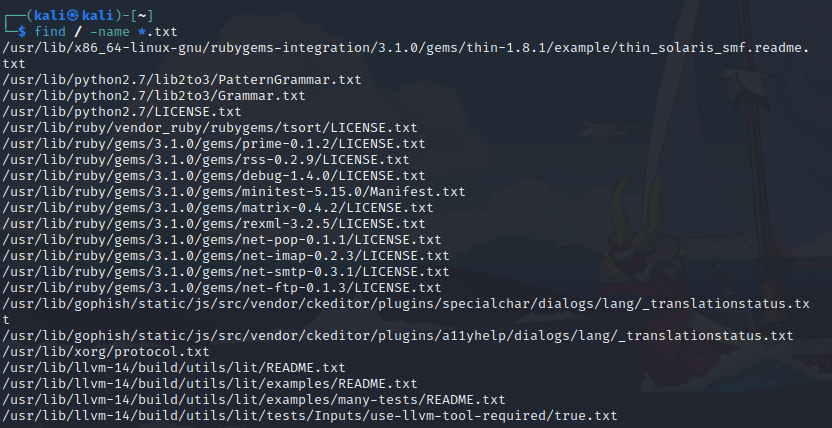 ┌──(kali㉿kali)-[~]
└─$ find / -name *.txt
/usr/lib/x86_64-linux-gnu/rubygems-integration/3.1.0/gems/thin-1.8.1/example/thin_solaris_smf.readme.
txt
/usr/lib/python2.7/lib2to3/PatternGrammar.txt
/usr/lib/python2.7/lib2to3/Grammar.txt
/usr/lib/python2.7/LICENSE.txt
/usr/lib/ruby/vendor_ruby/rubygems/tsort/LICENSE.txt
/usr/lib/ruby/gems/3.1.0/gems/prime-0.1.2/LICENSE.txt
/usr/lib/ruby/gems/3.1.0/gems/rss-0.2.9/LICENSE.txt
/usr/lib/ruby/gems/3.1.0/gems/debug-1.4.0/LICENSE.txt
/usr/lib/ruby/gems/3.1.0/gems/minitest-5.15.0/Manifest.txt
/usr/lib/ruby/gems/3.1.0/gems/matrix-0.4.2/LICENSE.txt
/usr/lib/ruby/gems/3.1.0/gems/rexml-3.2.5/LICENSE.txt
/usr/lib/ruby/gems/3.1.0/gems/net-pop-0.1.1/LICENSE.txt
/usr/lib/ruby/gems/3.1.0/gems/net-imap-0.2.3/LICENSE.txt
/usr/lib/ruby/gems/3.1.0/gems/net-smtp-0.3.1/LICENSE.txt
/usr/lib/ruby/gems/3.1.0/gems/net-ftp-0.1.3/LICENSE.txt
/usr/lib/gophish/static/js/src/vendor/ckeditor/plugins/specialchar/dialogs/lang/_translationstatus.tx
t
/usr/lib/gophish/static/js/src/vendor/ckeditor/plugins/a11yhelp/dialogs/lang/_translationstatus.txt
/usr/lib/xorg/protocol.txt
/usr/lib/llvm-14/build/utils/lit/README.txt
/usr/lib/llvm-14/build/utils/lit/examples/README.txt
/usr/lib/llvm-14/build/utils/lit/examples/many-tests/README.txt
/usr/lib/llvm-14/build/utils/lit/tests/Inputs/use-llvm-tool-required/true.txt